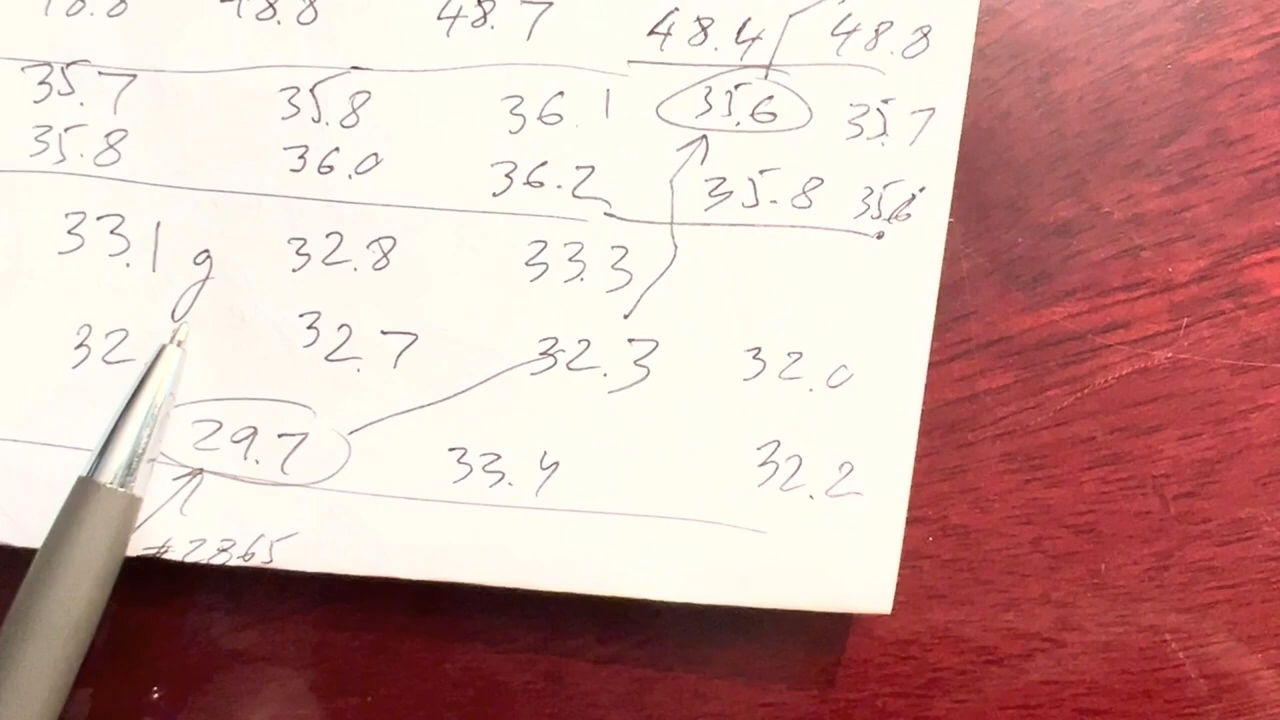 48.8 48.7 48.4 48.8
35.7 35.8 36.1 35.6 35.7
35.8 36.0 36.2 35.8 35.6
33.1 g 32.8 33.3
32 32.7 32.3 32.0
29.7 33.4 32.2
#2865